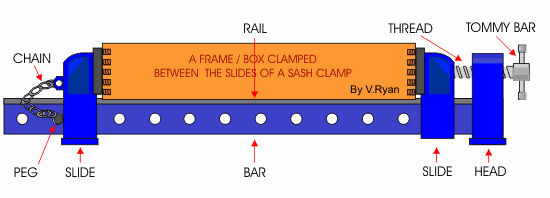 RAIL
THREAD
TOMMY BAR
CHAIN
A FRAME / BOX CLAMPED
BETWEEN THE SLIDES OF A SASH CLAMP
By V.Ryan
PEG
SLIDE
BAR
SLIDE
HEAD